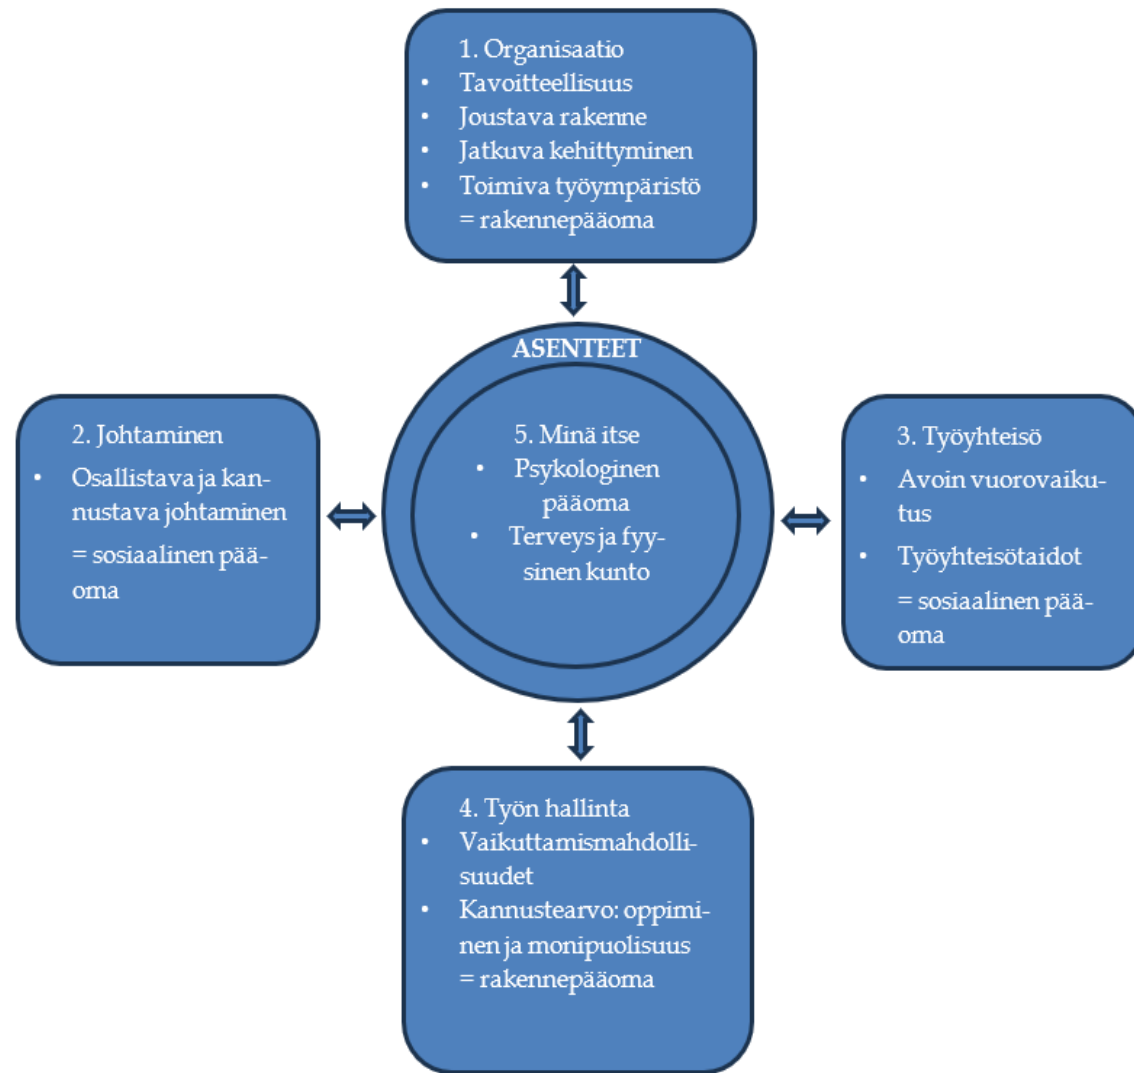 1. Organisaatio
• Tavoitteellisuus
• Joustava rakenne
• Jatkuva kehittyminen
• Toimiva työympäristö
= rakennepääoma
ASENTEET
2. Johtaminen
• Osallistava ja kan-
nustava johtaminen
= sosiaalinen pää-
oma
5. Minä itse
• Psykologinen
pääoma
• Terveys ja fyy-
sinen kunto
3. Työyhteisö
• Avoin vuorovaiku-
tus
• Työyhteisötaidot
= sosiaalinen pää-
oma
4. Työn hallinta
• Vaikuttamismahdolli-
suudet
• Kannustearvo: oppimi-
nen ja monipuolisuus
= rakennepääoma